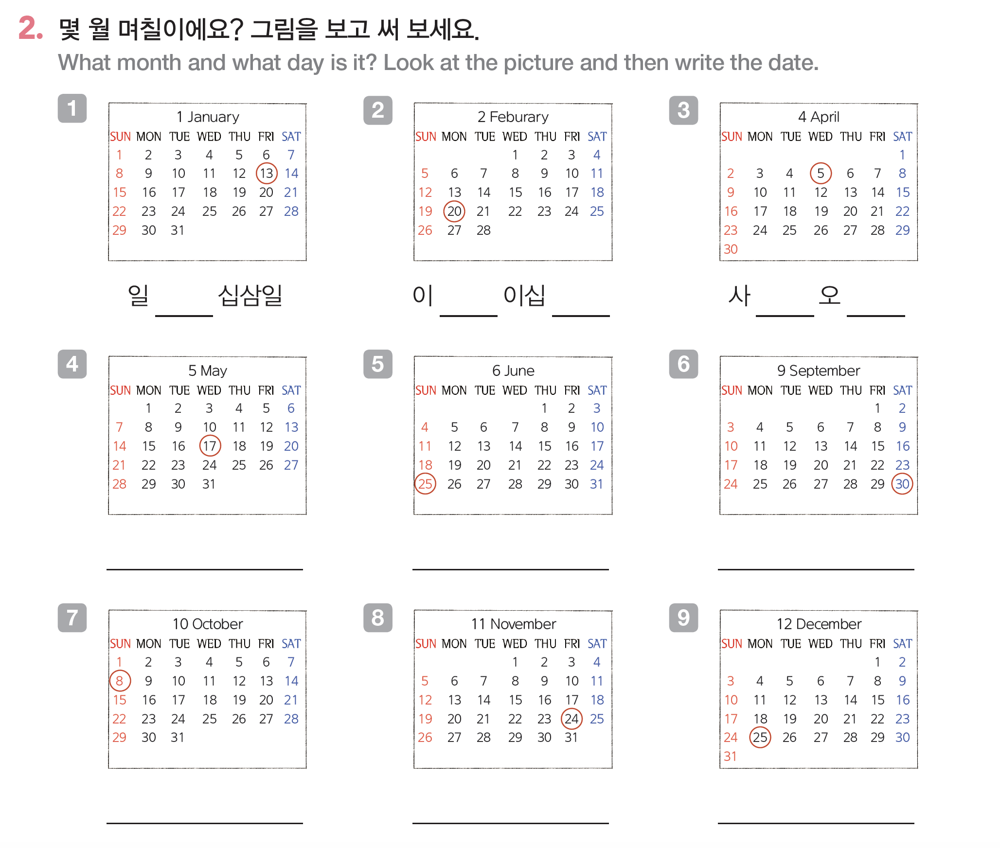 2. 몇 월 며칠이에요? 그림을 보고 써 보세요.
What month and what day is it? Look at the picture and then write the date.
1
1 January
SUN MON TUE WED THU FRI SAT
1 2 3 4 5 6 7
8 9 10 11 12 13 14
15 16 17 18 19 20 21
22 23 24 25 26 27 28
29 30 31
일 ____ 십삼일
2
2 Feburary
SUN MON TUE WED THU FRI SAT
1 2 3 4
5 6 7 8 9 10 11
12 13 14 15 16 17 18
19 20 21 22 23 24 25
26 27 28
이 ____ 이십 ____
3
4 April
SUN MON TUE WED THU FRI SAT
1
2 3 4 5 6 7 8
9 10 11 12 13 14 15
16 17 18 19 20 21 22
23 24 25 26 27 28 29
30
사 ____ 오 ____
4
5 May
SUN MON TUE WED THU FRI SAT
1 2 3 4 5 6
7 8 9 10 11 12 13
14 15 16 17 18 19 20
21 22 23 24 25 26 27
28 29 30 31
5
6 June
SUN MON TUE WED THU FRI SAT
1 2 3
4 5 6 7 8 9 10
11 12 13 14 15 16 17
18 19 20 21 22 23 24
25 26 27 28 29 30 31
6
9 September
SUN MON TUE WED THU FRI SAT
1 2
3 4 5 6 7 8 9
10 11 12 13 14 15 16
17 18 19 20 21 22 23
24 25 26 27 28 29 30
7
10 October
SUN MON TUE WED THU FRI SAT
1 2 3 4 5 6 7
8 9 10 11 12 13 14
15 16 17 18 19 20 21
22 23 24 25 26 27 28
29 30 31
8
11 November
SUN MON TUE WED THU FRI SAT
1 2 3 4
5 6 7 8 9 10 11
12 13 14 15 16 17 18
19 20 21 22 23 24 25
26 27 28 29 30 31
9
12 December
SUN MON TUE WED THU FRI SAT
1 2
3 4 5 6 7 8 9
10 11 12 13 14 15 16
17 18 19 20 21 22 23
24 25 26 27 28 29 30
31